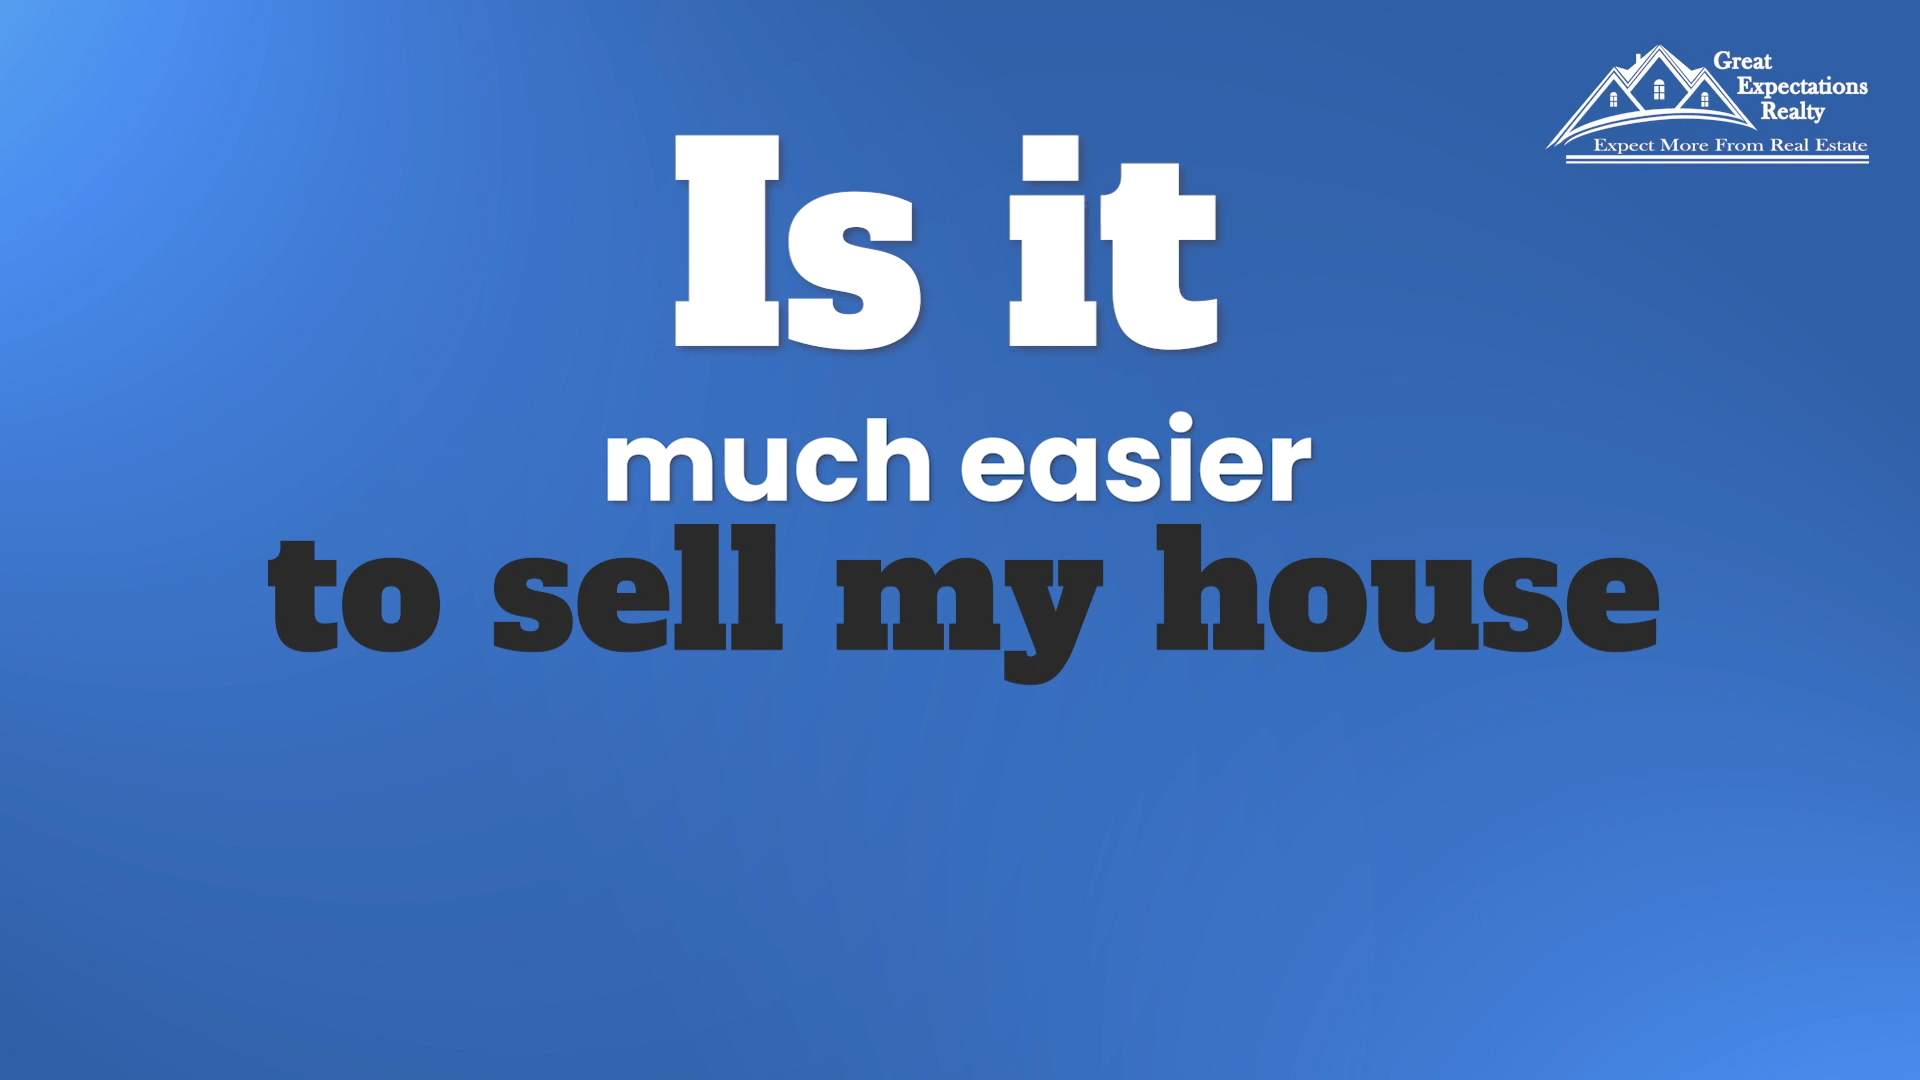 Great
Expectations
Realty
Expect More From Real Estate
Is it
much easier
to sell my house